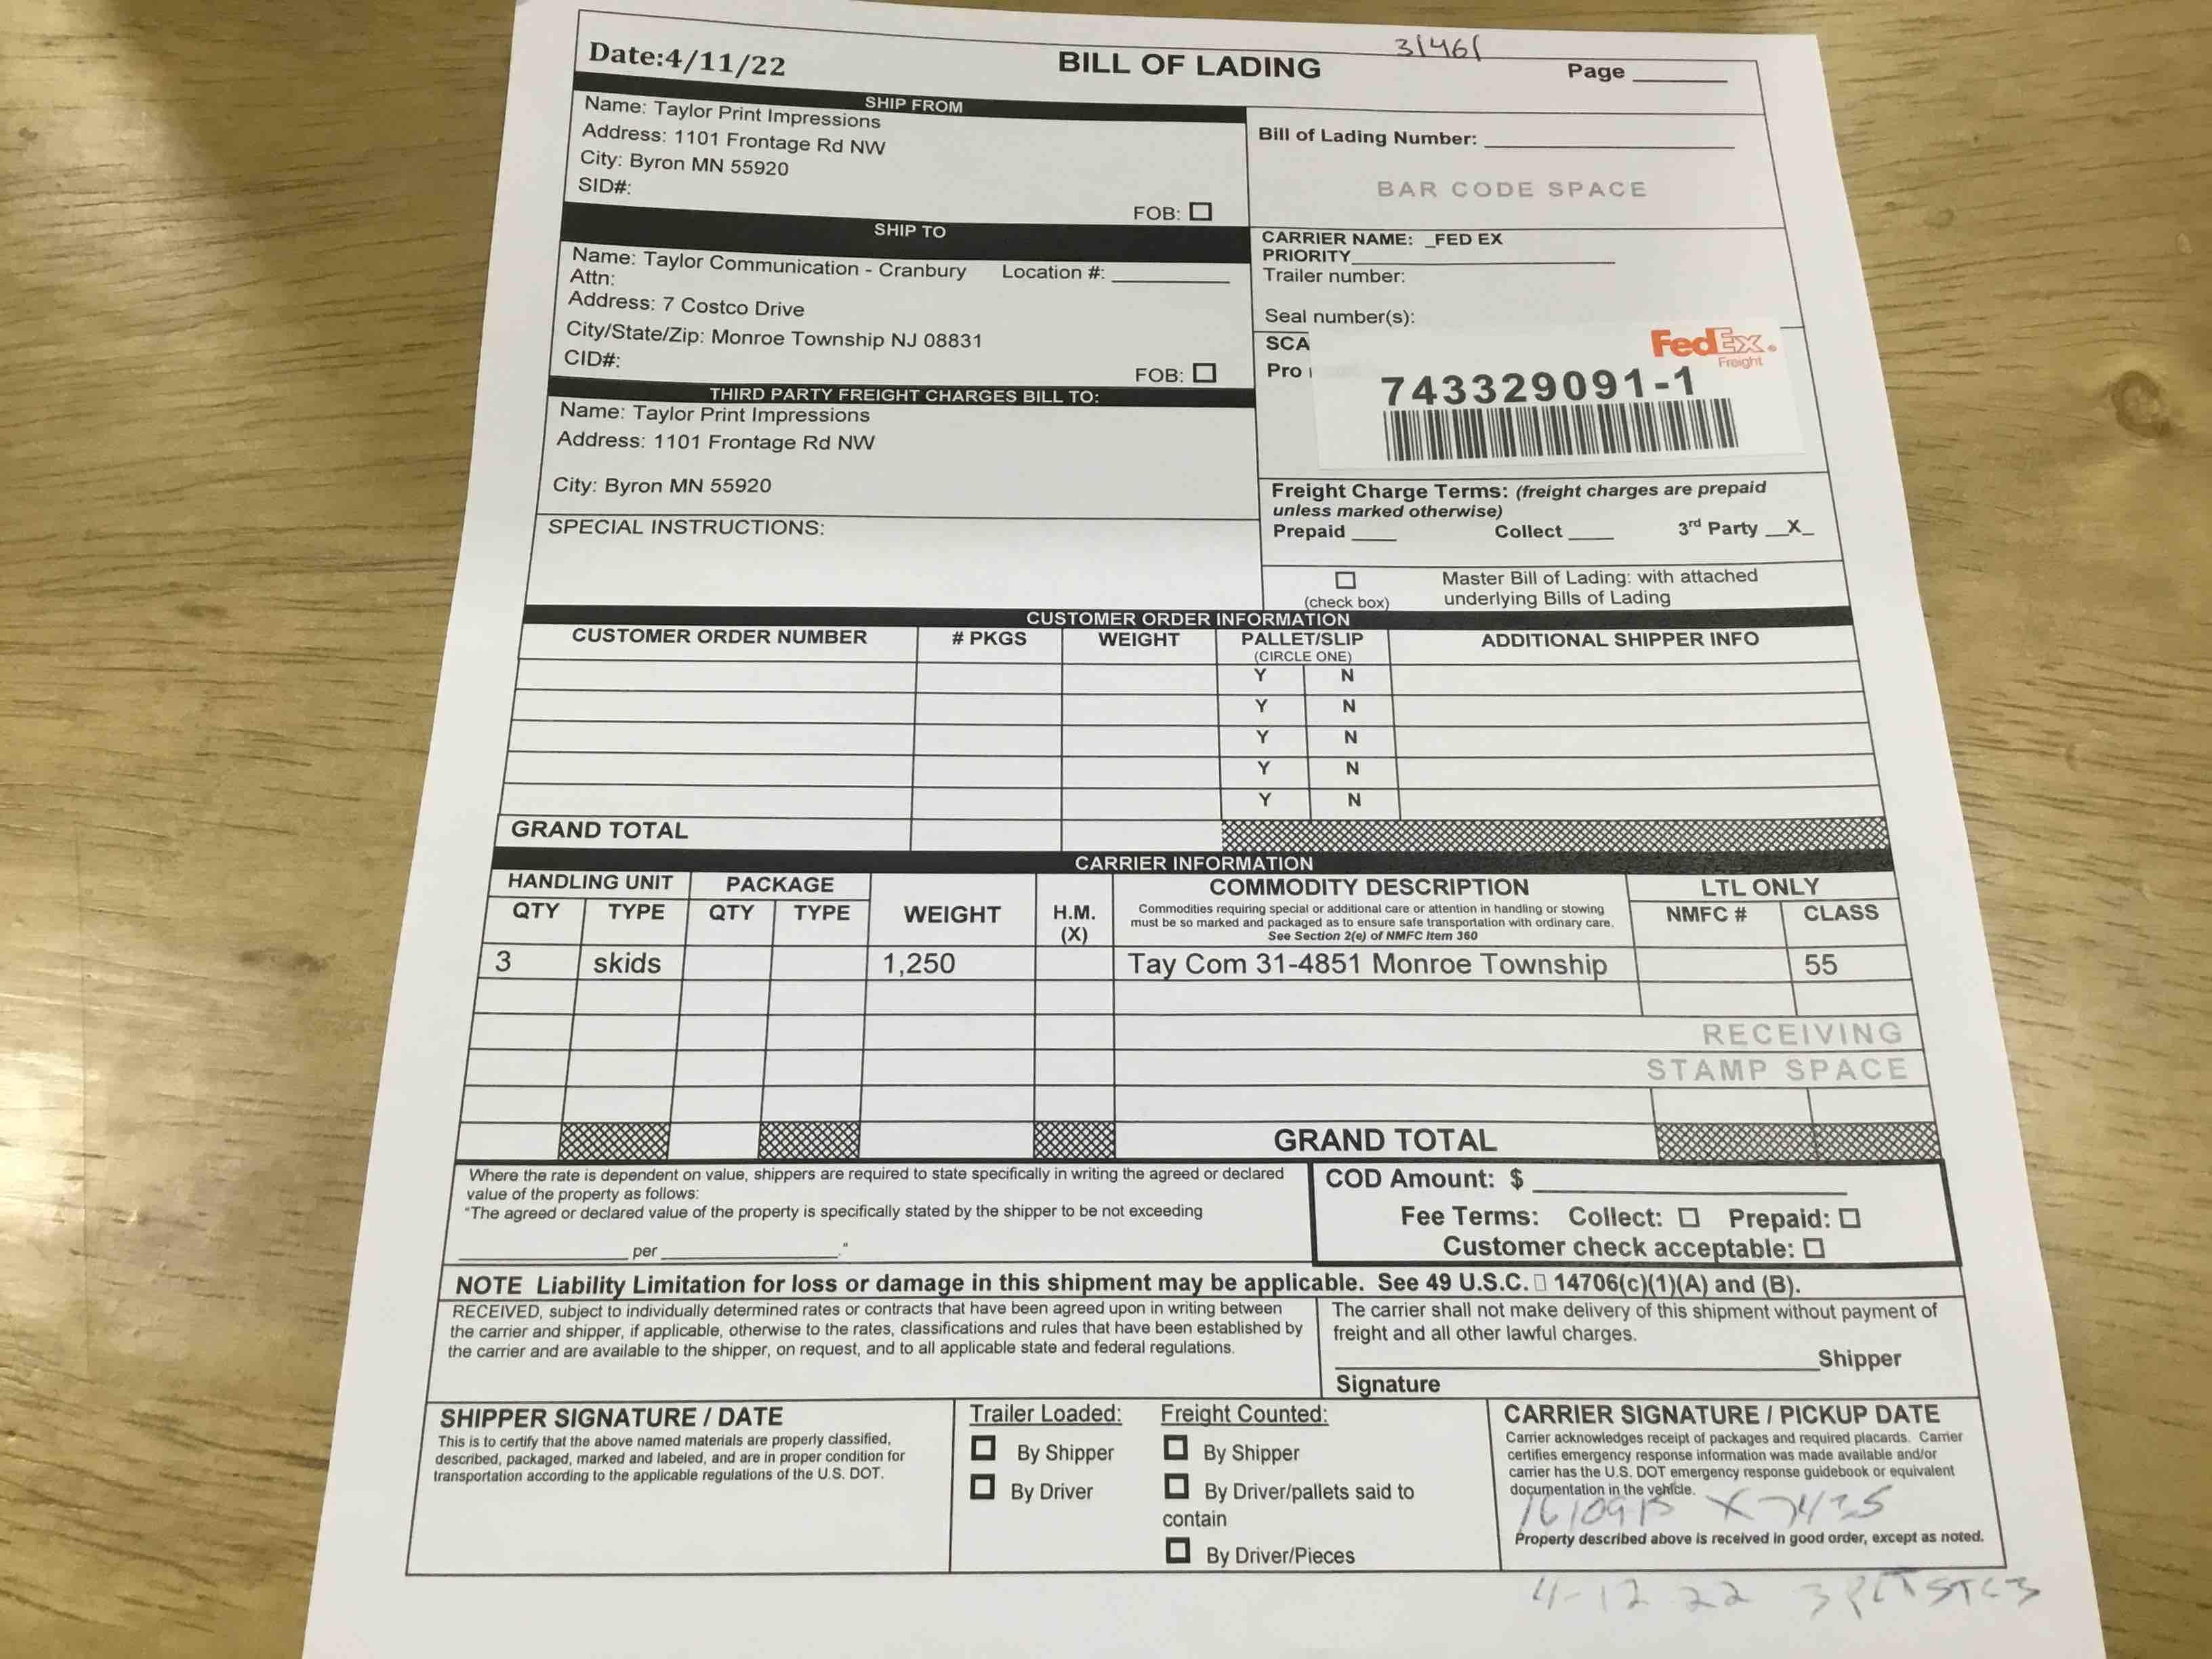 Date:4/11/22
BILL OF LADING
31461
Page
SHIP FROM
Name: Taylor Print Impressions
Address: 1101 Frontage Rd NW
City: Byron MN 55920
SID#:
FOB:
Bill of Lading Number:
BAR CODE SPACE
SHIP TO
Name: Taylor Communication - Cranbury Location #:
Attn:
Address: 7 Costco Drive
City/State/Zip: Monroe Township NJ 08831
CID#:
FOB:
CARRIER NAME: _FED EX
PRIORITY
Trailer number:
Seal number(s):
SCA
Pro
FedEx
Freight
743329091-1
THIRD PARTY FREIGHT CHARGES BILL TO:
Name: Taylor Print Impressions
Address: 1101 Frontage Rd NW
City: Byron MN 55920
Freight Charge Terms: (freight charges are prepaid
unless marked otherwise)
Prepaid Collect 3rd Party X
SPECIAL INSTRUCTIONS:
Master Bill of Lading: with attached
(check box) underlying Bills of Lading
CUSTOMER ORDER INFORMATION
CUSTOMER ORDER NUMBER # PKGS WEIGHT PALLET/SLIP ADDITIONAL SHIPPER INFO
(CIRCLE ONE)
Y N
Y N
Y N
Y N
Y N
GRAND TOTAL
CARRIER INFORMATION
HANDLING UNIT PACKAGE COMMODITY DESCRIPTION LTL ONLY
QTY TYPE QTY TYPE WEIGHT H.M. (X) NMFC # CLASS
Commodities requiring special or additional care or attention in handling or stowing
must be so marked and packaged as to ensure safe transportation with ordinary care.
See Section 2(e) of NMFC Item 360
3 skids 1,250 Tay Com 31-4851 Monroe Township 55
RECEIVING
STAMP SPACE
GRAND TOTAL
Where the rate is dependent on value, shippers are required to state specifically in writing the agreed or declared
value of the property as follows:
"The agreed or declared value of the property is specifically stated by the shipper to be not exceeding
per ."
COD Amount: $
Fee Terms: Collect: Prepaid:
Customer check acceptable:
NOTE Liability Limitation for loss or damage in this shipment may be applicable. See 49 U.S.C. 14706(c)(1)(A) and (B).
RECEIVED, subject to individually determined rates or contracts that have been agreed upon in writing between
the carrier and shipper, if applicable, otherwise to the rates, classifications and rules that have been established by
the carrier and are available to the shipper, on request, and to all applicable state and federal regulations.
The carrier shall not make delivery of this shipment without payment of
freight and all other lawful charges.
Shipper
Signature
SHIPPER SIGNATURE / DATE
This is to certify that the above named materials are properly classified,
described, packaged, marked and labeled, and are in proper condition for
transportation according to the applicable regulations of the U.S. DOT.
Trailer Loaded:
By Shipper
By Driver
Freight Counted:
By Shipper
By Driver/pallets said to
contain
By Driver/Pieces
CARRIER SIGNATURE / PICKUP DATE
Carrier acknowledges receipt of packages and required placards. Carrier
certifies emergency response information was made available and/or
carrier has the U.S. DOT emergency response guidebook or equivalent
documentation in the vehicle.
Property described above is received in good order, except as noted.
4-12 22 3